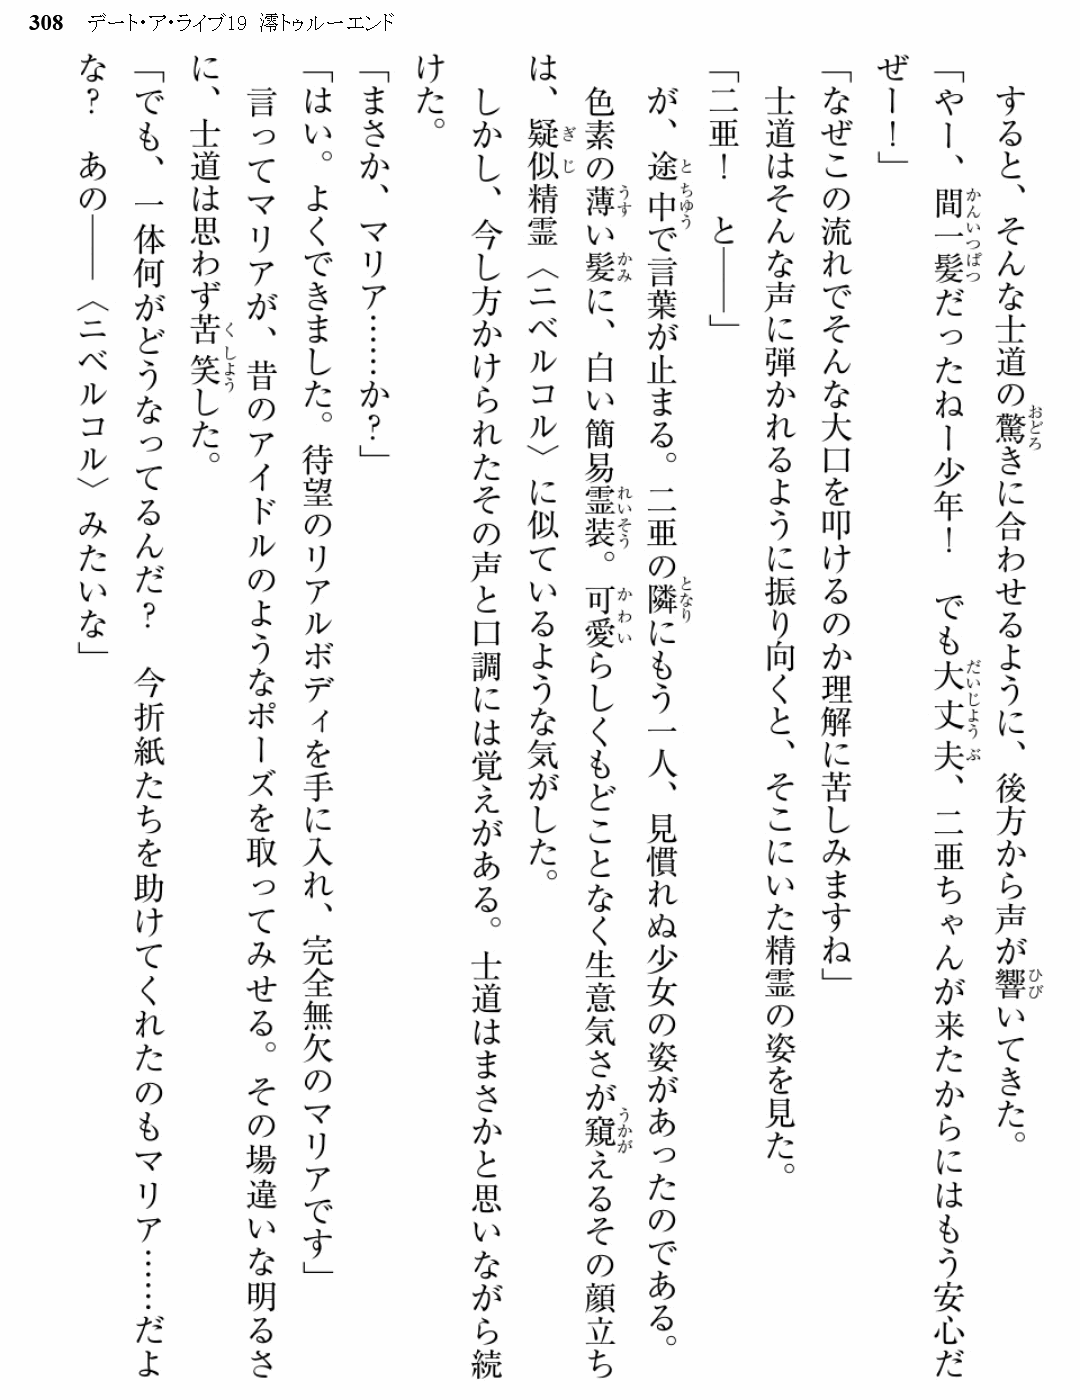 308 デート・ア・ライブ19 澪トゥルーエンド
すると、そんな士道の驚きに合わせるように、後方から声が響いてきた。
「やー、間一髪だったねー少年！　でも大丈夫、二亜ちゃんが来たからにはもう安心だ
ぜー！」
「なぜこの流れでそんな大口を叩けるのか理解に苦しみますね」
士道はそんな声に弾かれるように振り向くと、そこにいた精霊の姿を見た。
「二亜！　と――」
が、途中で言葉が止まる。二亜の隣にもう一人、見慣れぬ少女の姿があったのである。
色素の薄い髪に、白い簡易霊装。可愛らしくもどことなく生意気さが窺えるその顔立ち
は、疑似精霊〈ニベルコル〉に似ているような気がした。
しかし、今し方かけられたその声と口調には覚えがある。士道はまさかと思いながら続
けた。
「まさか、マリア……か？」
「はい。よくできました。待望のリアルボディを手に入れ、完全無欠のマリアです」
言ってマリアが、昔のアイドルのようなポーズを取ってみせる。その場違いな明るさ
に、士道は思わず苦笑した。
「でも、一体何がどうなってるんだ？　今折紙たちを助けてくれたのもマリア……だよ
な？　あの――〈ニベルコル〉みたいな」